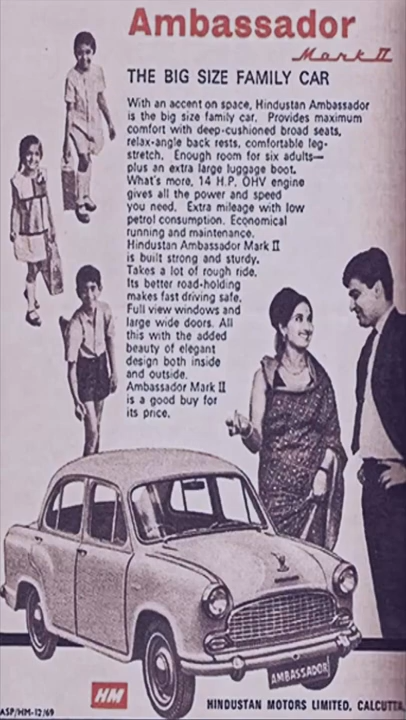 Ambassador
Mark II
THE BIG SIZE FAMILY CAR
With an accent on space, Hindustan Ambassador
is the big size family car. Provides maximum
comfort with deep-cushioned broad seats,
relax-angle back rests, comfortable leg-
stretch. Enough room for six adults—
plus an extra large luggage boot.
What's more, 14 H.P. OHV engine
gives all the power and speed
you need. Extra mileage with low
petrol consumption. Economical
running and maintenance.
Hindustan Ambassador Mark II
is built strong and sturdy.
Takes a lot of rough ride.
Its better road-holding
makes fast driving safe.
Full view windows and
large wide doors. All
this with the added
beauty of elegant
design both inside
and outside.
Ambassador Mark II
is a good buy for
its price.
AMBASSADOR
HM
ASP/HM-12/69
HINDUSTAN MOTORS LIMITED, CALCUTTA.